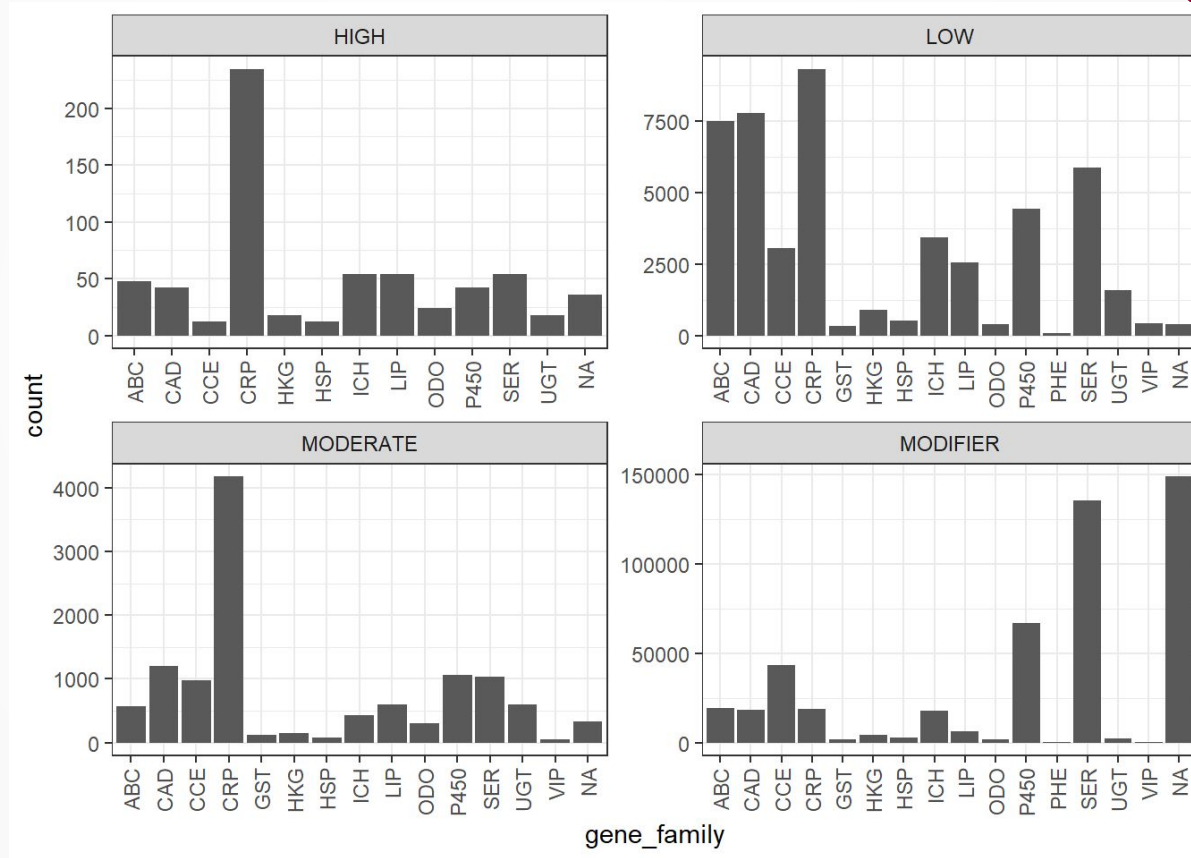 HIGH
LOW
200
150
100
50
0
7500
5000
2500
0
ABC CAD CCE CRP HKG HSP ICH LIP ODO P450 SER UGT NA
ABC CAD CCE CRP GST HKG HSP ICH LIP ODO P450 PHE SER UGT VIP NA
count
MODERATE
MODIFIER
4000
3000
2000
1000
0
150000
100000
50000
0
ABC CAD CCE CRP GST HKG HSP ICH LIP ODO P450 SER UGT VIP NA
ABC CAD CCE CRP GST HKG HSP ICH LIP ODO P450 PHE SER UGT VIP NA
gene_family